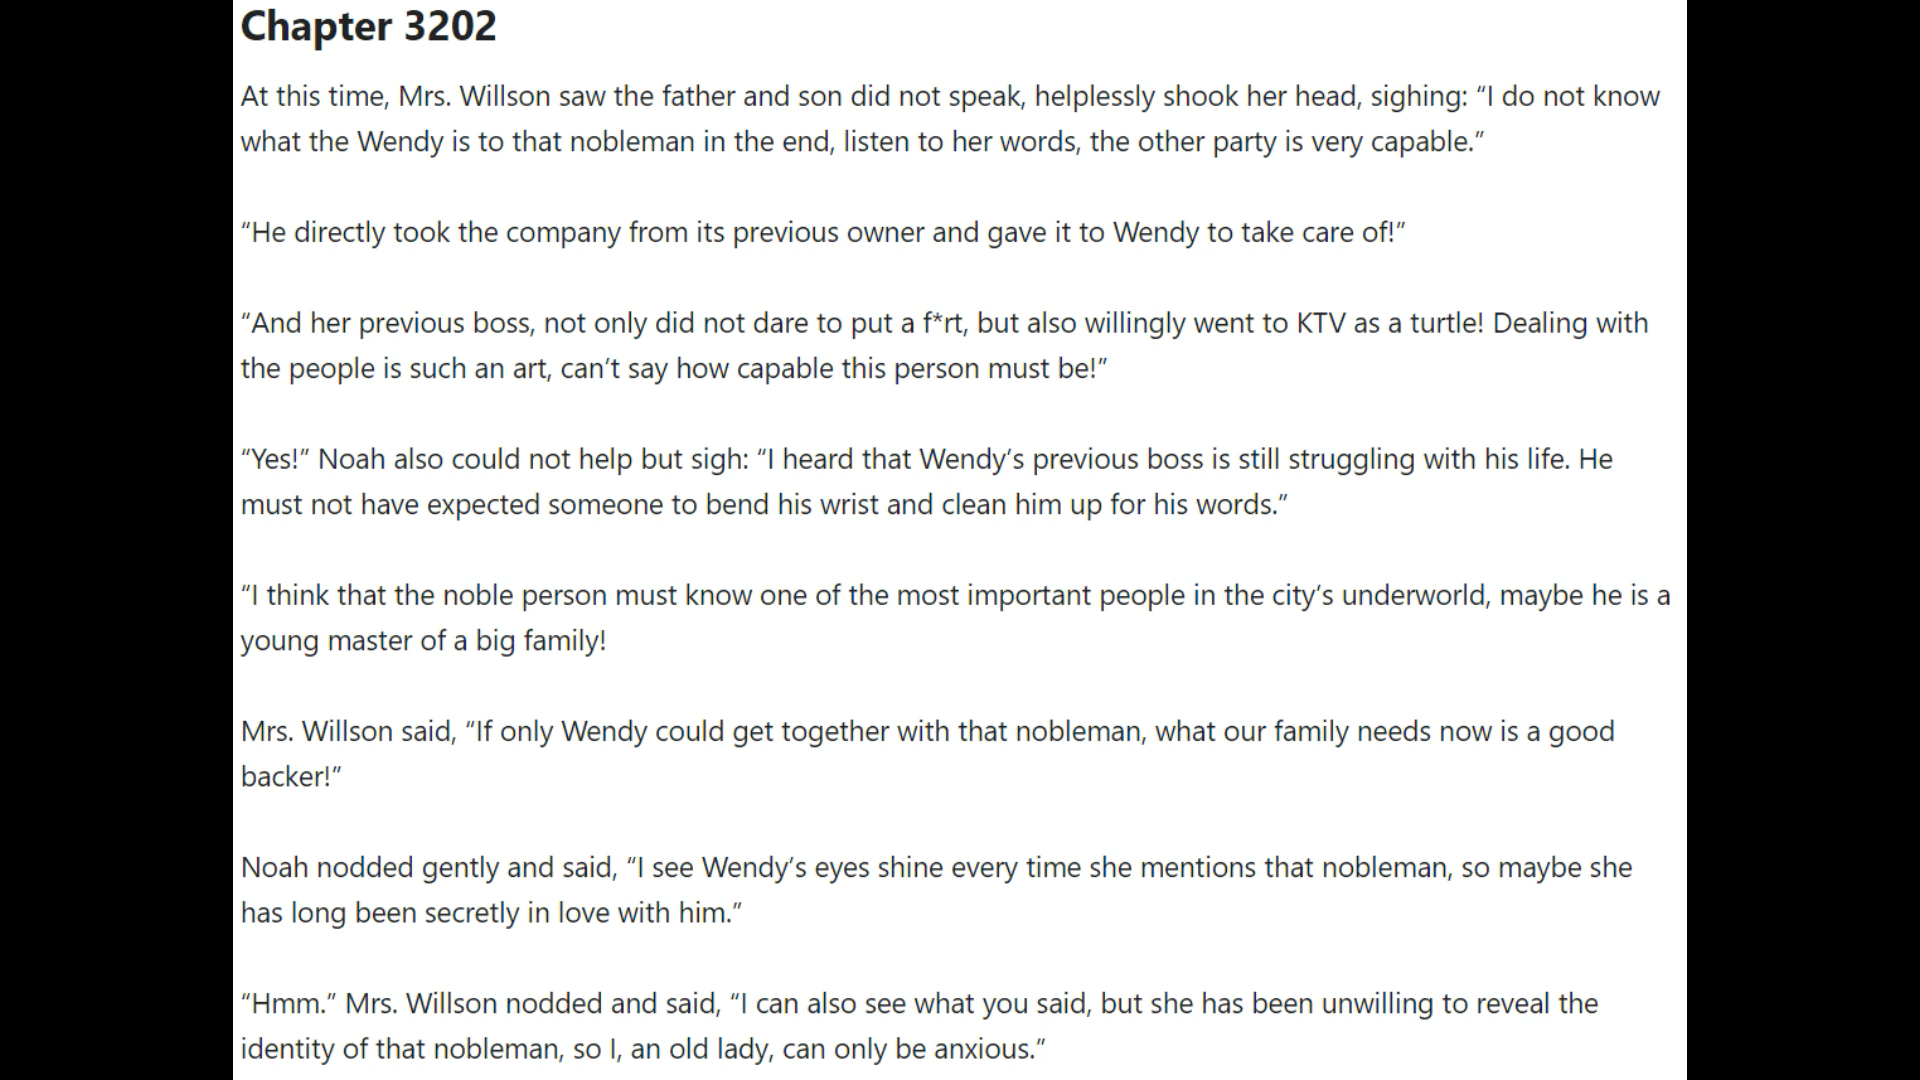 Chapter 3202
At this time, Mrs. Willson saw the father and son did not speak, helplessly shook her head, sighing: “I do not know
what the Wendy is to that nobleman in the end, listen to her words, the other party is very capable.”
“He directly took the company from its previous owner and gave it to Wendy to take care of!”
“And her previous boss, not only did not dare to put a f*rt, but also willingly went to KTV as a turtle! Dealing with
the people is such an art, can’t say how capable this person must be!”
“Yes!” Noah also could not help but sigh: “I heard that Wendy’s previous boss is still struggling with his life. He
must not have expected someone to bend his wrist and clean him up for his words.”
“I think that the noble person must know one of the most important people in the city’s underworld, maybe he is a
young master of a big family!
Mrs. Willson said, “If only Wendy could get together with that nobleman, what our family needs now is a good
backer!”
Noah nodded gently and said, “I see Wendy’s eyes shine every time she mentions that nobleman, so maybe she
has long been secretly in love with him.”
“Hmm.” Mrs. Willson nodded and said, “I can also see what you said, but she has been unwilling to reveal the
identity of that nobleman, so I, an old lady, can only be anxious.”